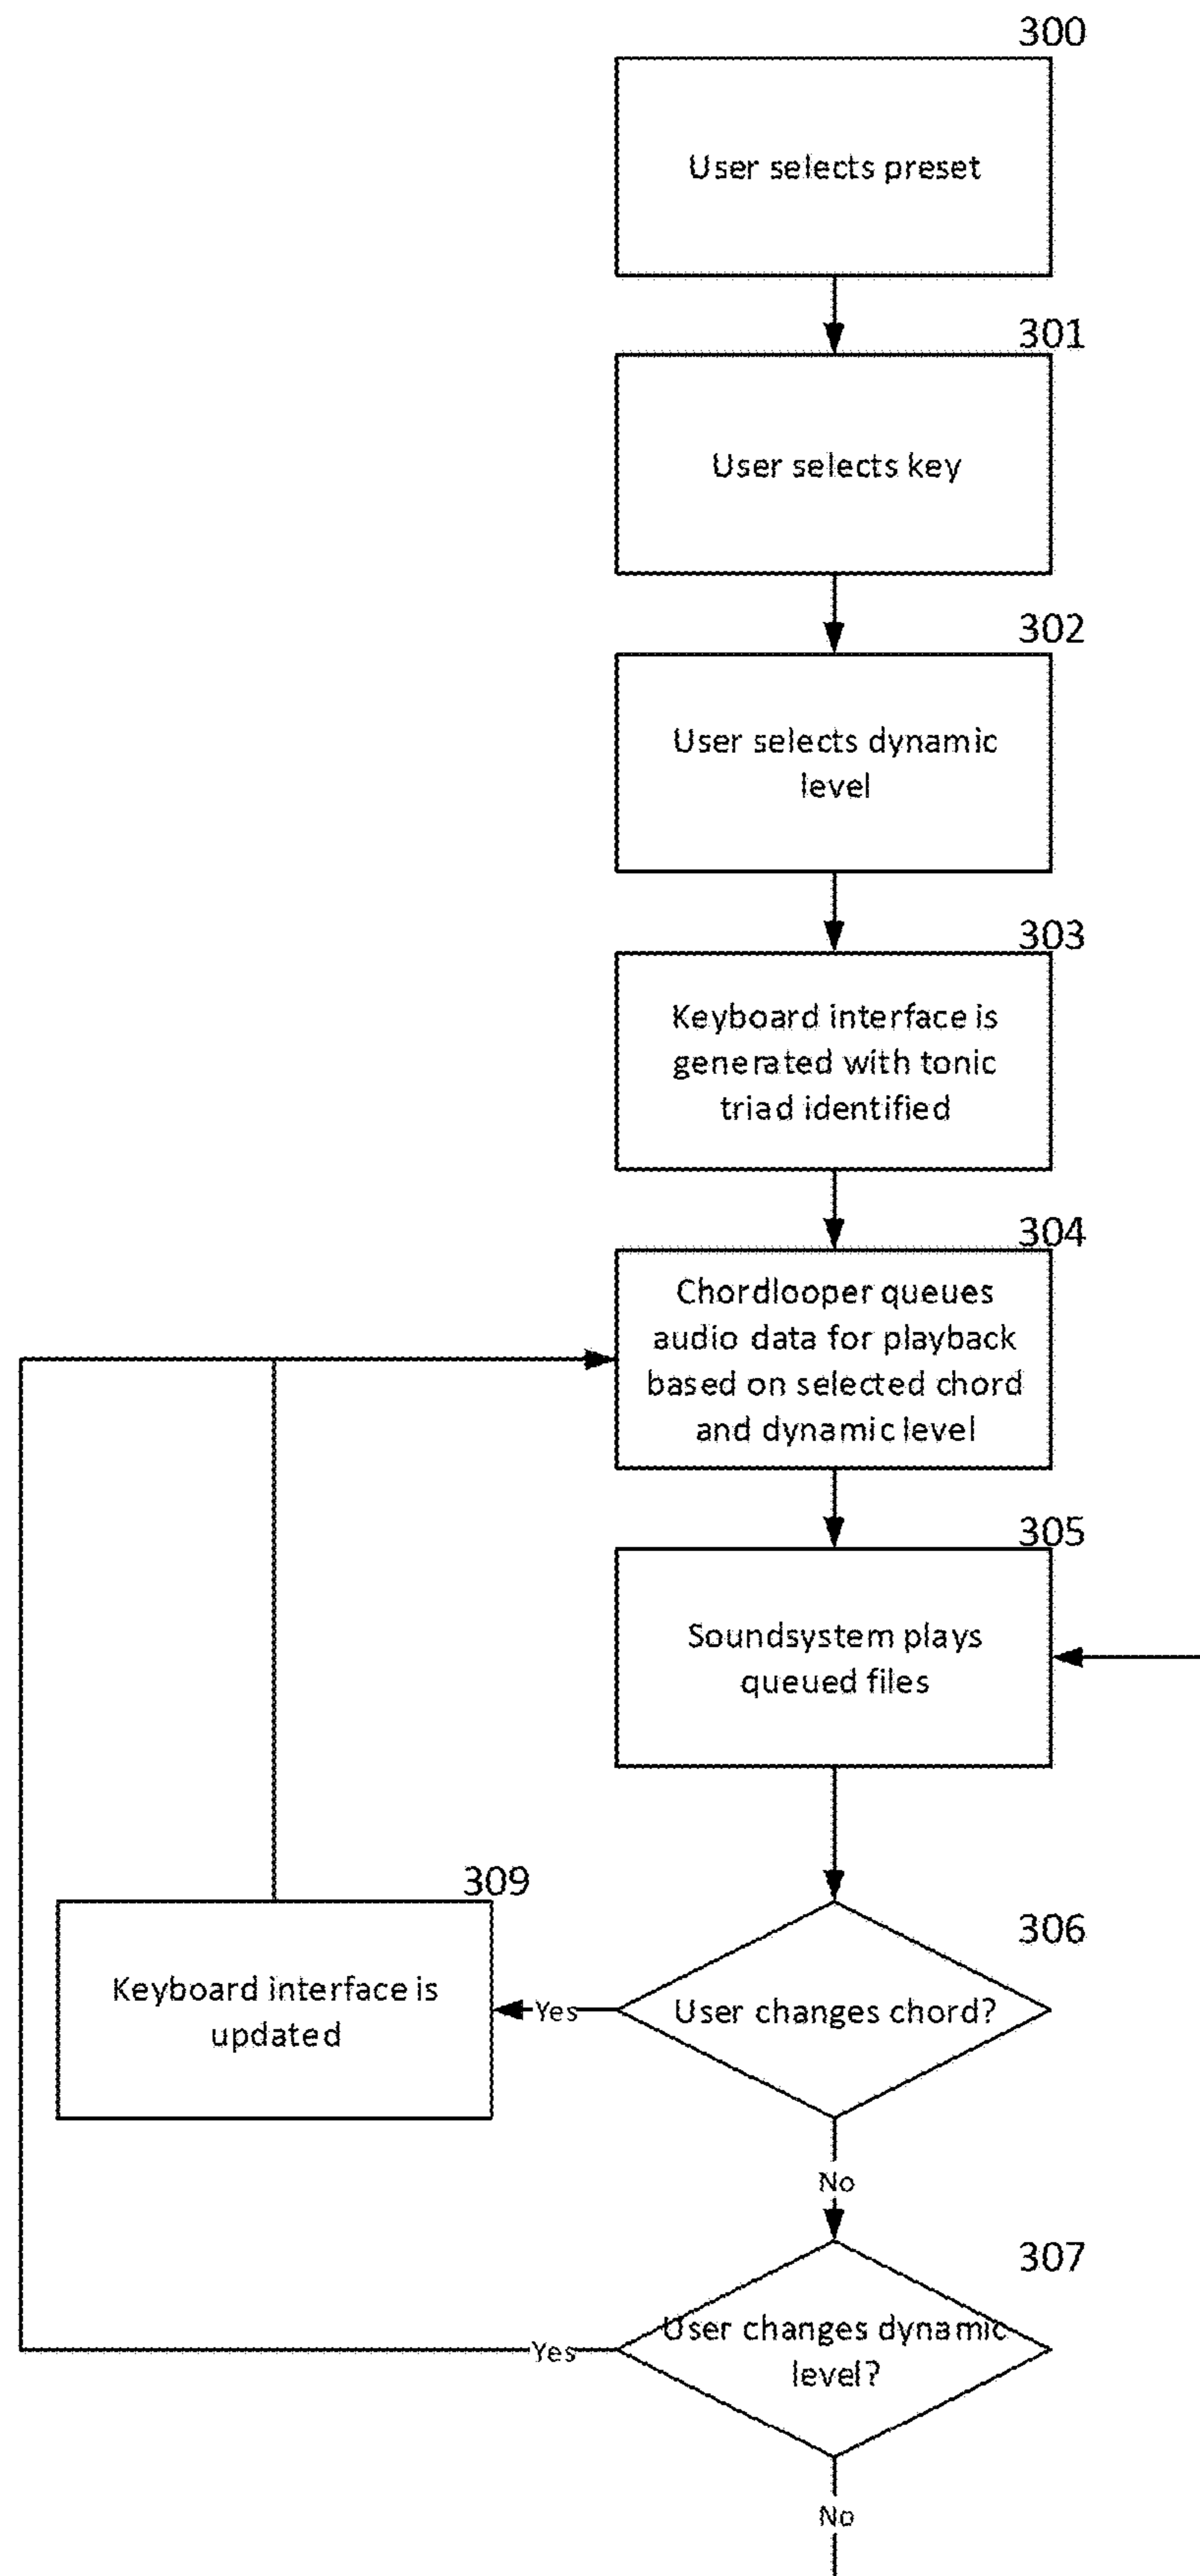 300
User selects preset
301
User selects key
302
User selects dynamic
level
303
Keyboard interface is
generated with tonic
triad identified
304
Chordlooper queues
audio data for playback
based on selected chord
and dynamic level
305
Soundsystem plays
queued files
309
Keyboard interface is
updated
306
Yes
User changes chord?
No
307
User changes dynamic
level?
Yes
No